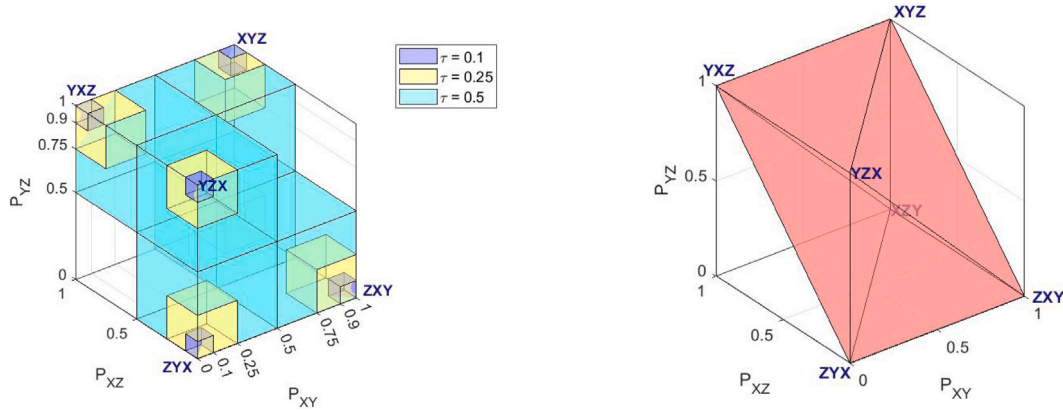 XYZ
YXZ
1
0.9
0.75
0.5
0
1
0.5
P_YZ
P_XZ
P_XY
YZX
ZXY
ZYX
0
0.1
0.25
0.5
0.75
0.9
1
τ = 0.1
τ = 0.25
τ = 0.5
XYZ
YXZ
1
0.5
0
1
0.5
0
0.5
1
P_YZ
P_XZ
P_XY
YZX
XZY
ZXY
ZYX